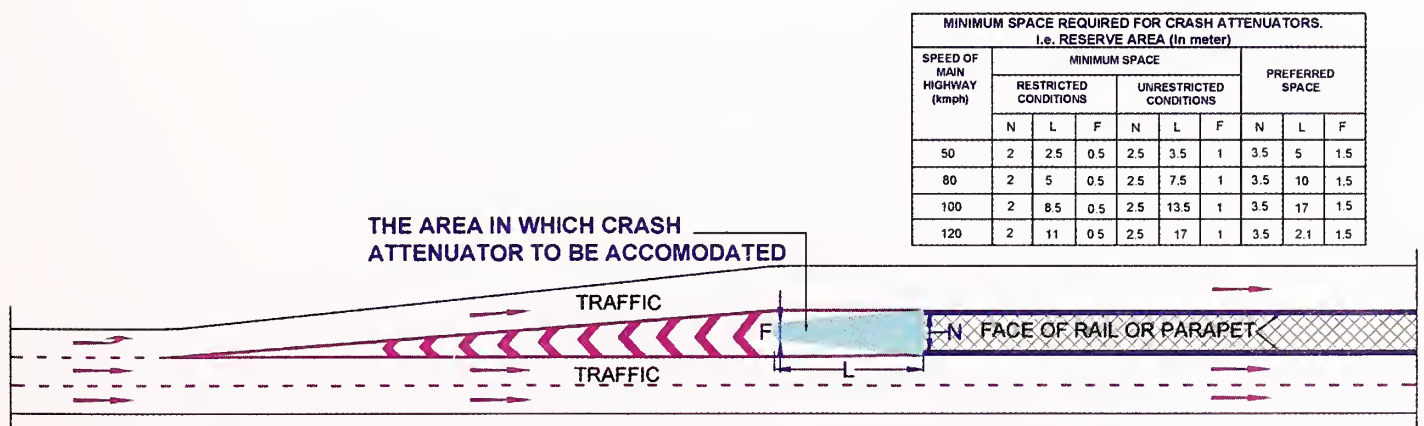 MINIMUM SPACE REQUIRED FOR CRASH ATTENUATORS.
I.e. RESERVE AREA (In meter)
SPEED OF MAIN HIGHWAY (kmph)
MINIMUM SPACE
PREFERRED SPACE
RESTRICTED CONDITIONS
UNRESTRICTED CONDITIONS
N L F N L F N L F
50 2 2.5 0.5 2.5 3.5 1 3.5 5 1.5
80 2 5 0.5 2.5 7.5 1 3.5 10 1.5
100 2 8.5 0.5 2.5 13.5 1 3.5 17 1.5
120 2 11 0.5 2.5 17 1 3.5 2.1 1.5
THE AREA IN WHICH CRASH
ATTENUATOR TO BE ACCOMODATED
TRAFFIC
F
N
FACE OF RAIL OR PARAPET
L
TRAFFIC